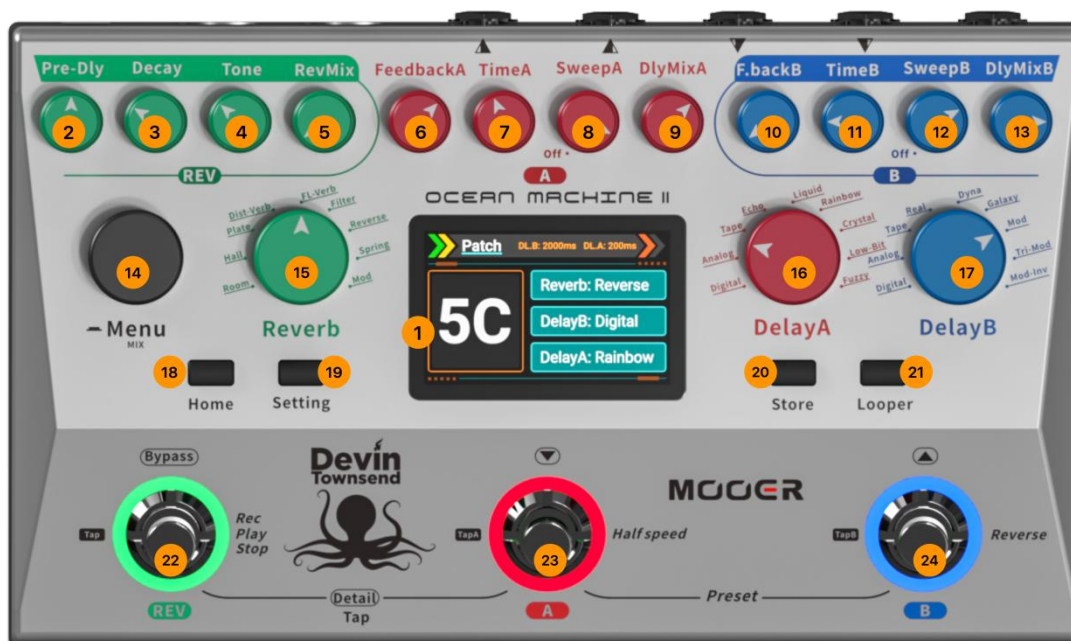 Pre-Dly Decay Tone RevMix FeedbackA TimeA SweepA DlyMixA F.backB TimeB SweepB DlyMixB
2 3 4 5 6 7 8 9 10 11 12 13
Off • Off •
REV A B
OCEAN MACHINE II
Room
Hall
Plate
Dist-Verb
FL-Verb
Filter
Reverse
Spring
Mod
14 15
Menu
MIX
Reverb
Patch DL.B: 2000ms DL.A: 200ms
1
5C
Reverb: Reverse
DelayB: Digital
DelayA: Rainbow
Digital
Analog
Tape
Echo
Liquid
Rainbow
Crystal
Low-Bit
Fuzzy
16
DelayA
Digital
Analog
Tape
Real
Dyna
Galaxy
Mod
Tri-Mod
Mod-Inv
17
DelayB
18 19 20 21
Home Setting Store Looper
Bypass
Devin
Townsend
MOOER
Tap
Rec
Play
Stop
TapA
Half speed
TapB
Reverse
22 23 24
REV
Detail
Tap
A
Preset
B